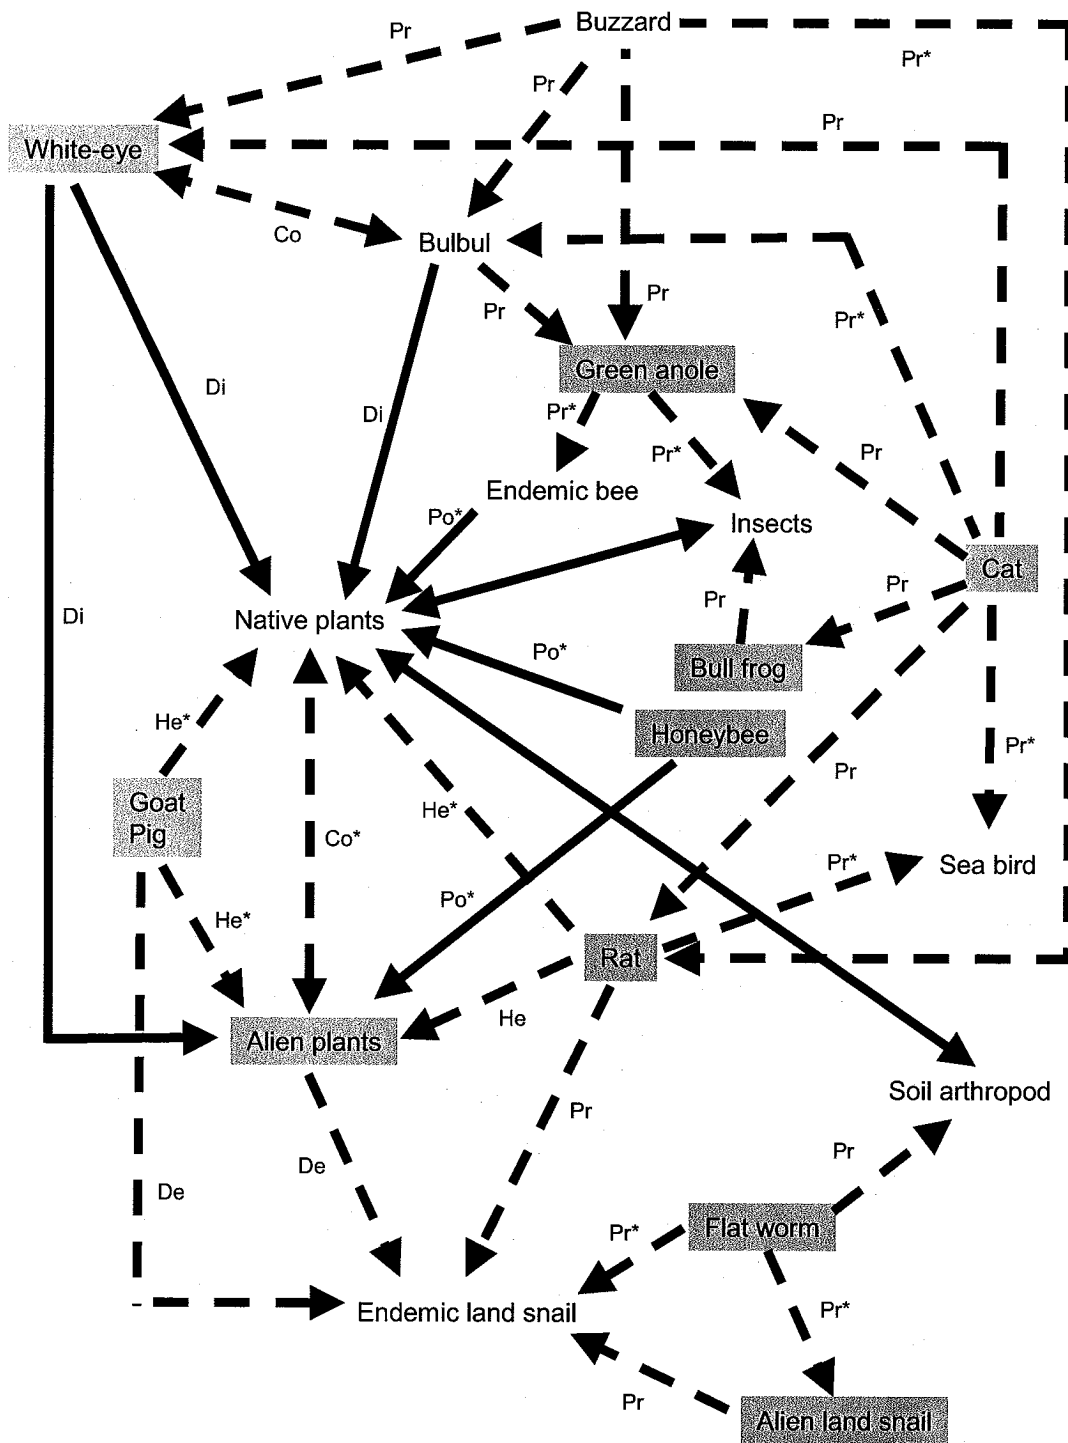 Buzzard
Pr
Pr*
Pr
Pr
White-eye
Co
Bulbul
Pr
Pr
Pr*
Green anole
Di
Di
Pr*
Pr*
Pr
Endemic bee
Po*
Insects
Cat
Pr
Pr
Di
Native plants
Po*
Bull frog
Honeybee
He*
Pr*
Pr
Goat
Pig
He*
Co*
Pr*
Sea bird
Po*
He*
Rat
He
Alien plants
Soil arthropod
Pr
De
Pr
De
Flat worm
Pr*
Endemic land snail
Pr*
Pr
Alien land snail